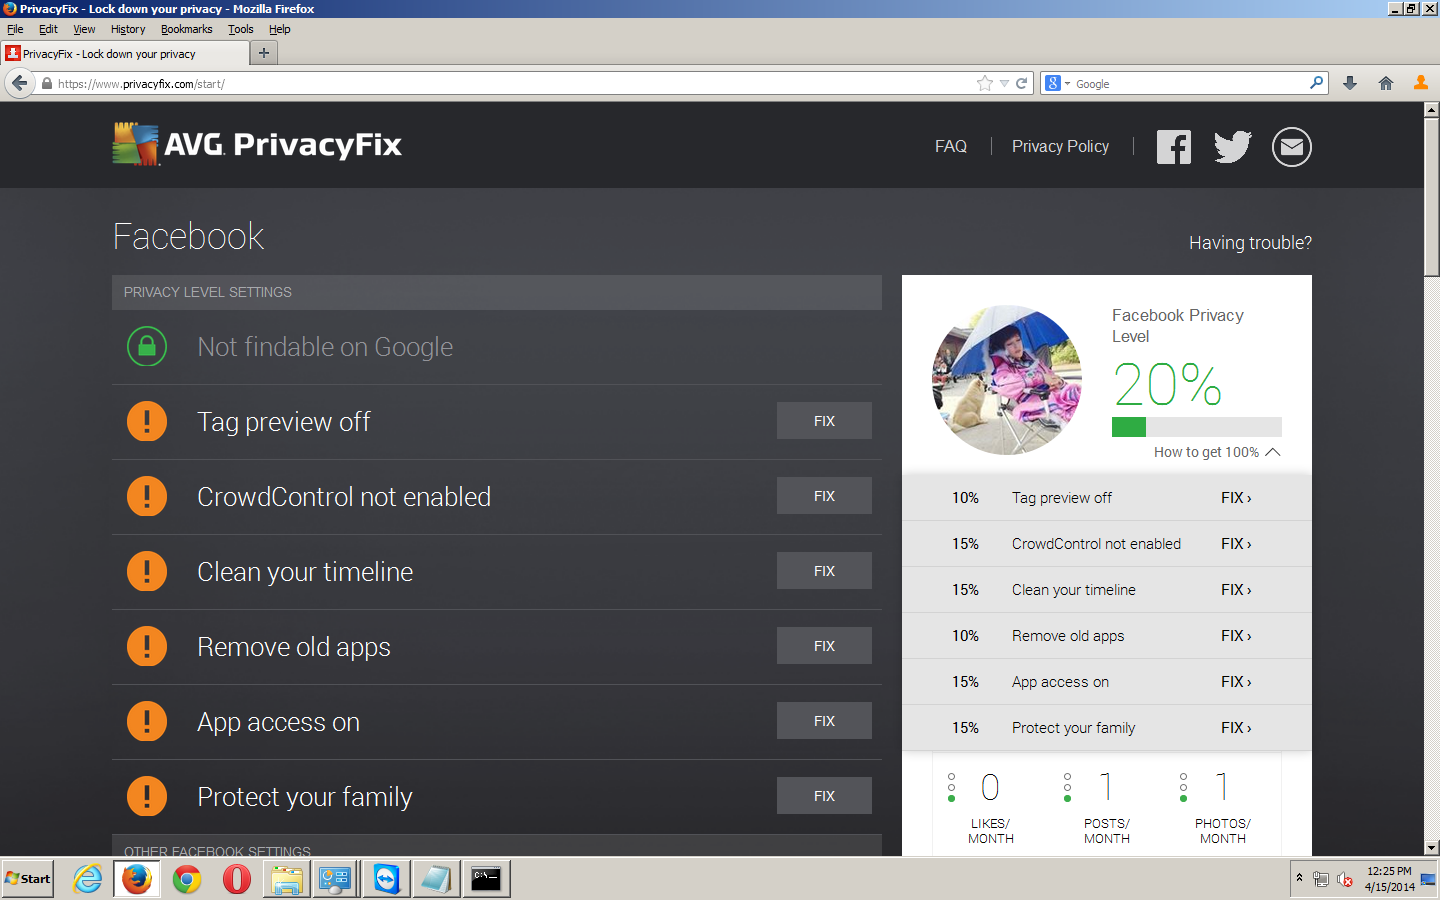 PrivacyFix - Lock down your privacy - Mozilla Firefox
File Edit View History Bookmarks Tools Help
PrivacyFix - Lock down your privacy
https://www.privacyfix.com/start/
Google
AVG PrivacyFix
FAQ
Privacy Policy
Facebook
Having trouble?
PRIVACY LEVEL SETTINGS
Not findable on Google
Tag preview off FIX
CrowdControl not enabled FIX
Clean your timeline FIX
Remove old apps FIX
App access on FIX
Protect your family FIX
OTHER FACEBOOK SETTINGS
Facebook Privacy
Level
20%
How to get 100%
10% Tag preview off FIX ›
15% CrowdControl not enabled FIX ›
15% Clean your timeline FIX ›
10% Remove old apps FIX ›
15% App access on FIX ›
15% Protect your family FIX ›
0 1 1
LIKES/ POSTS/ PHOTOS/
MONTH MONTH MONTH
Start
C:\
12:25 PM
4/15/2014